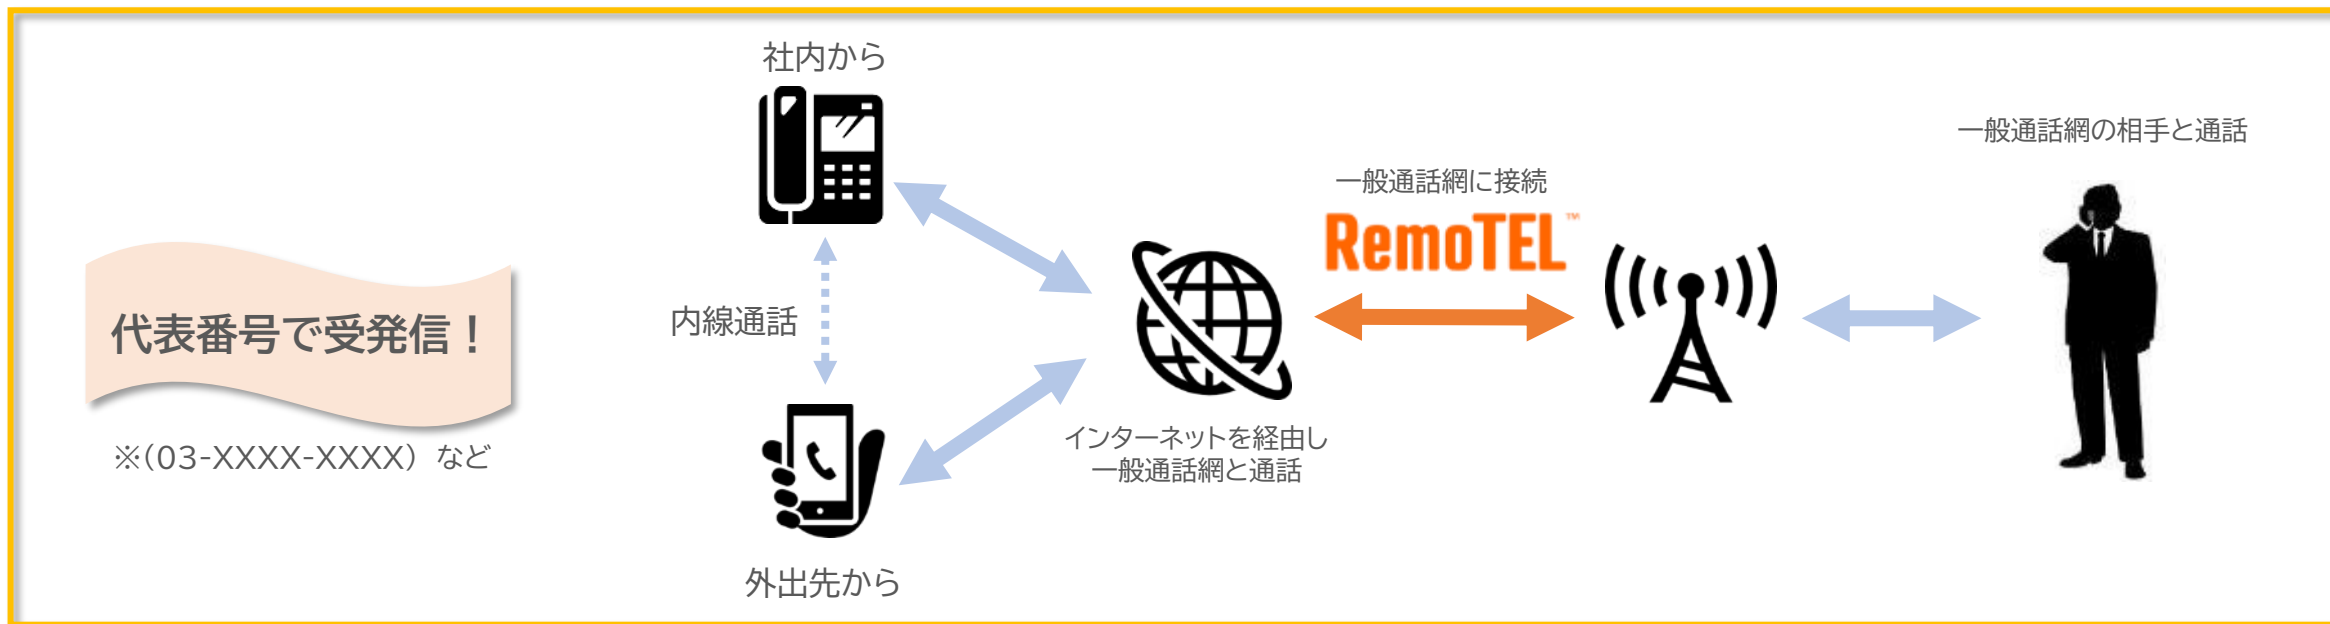 社内から
一般通話網の相手と通話
一般通話網に接続
RemoTEL™
代表番号で受発信！
内線通話
※(03-XXXX-XXXX) など
インターネットを経由し
一般通話網と通話
外出先から